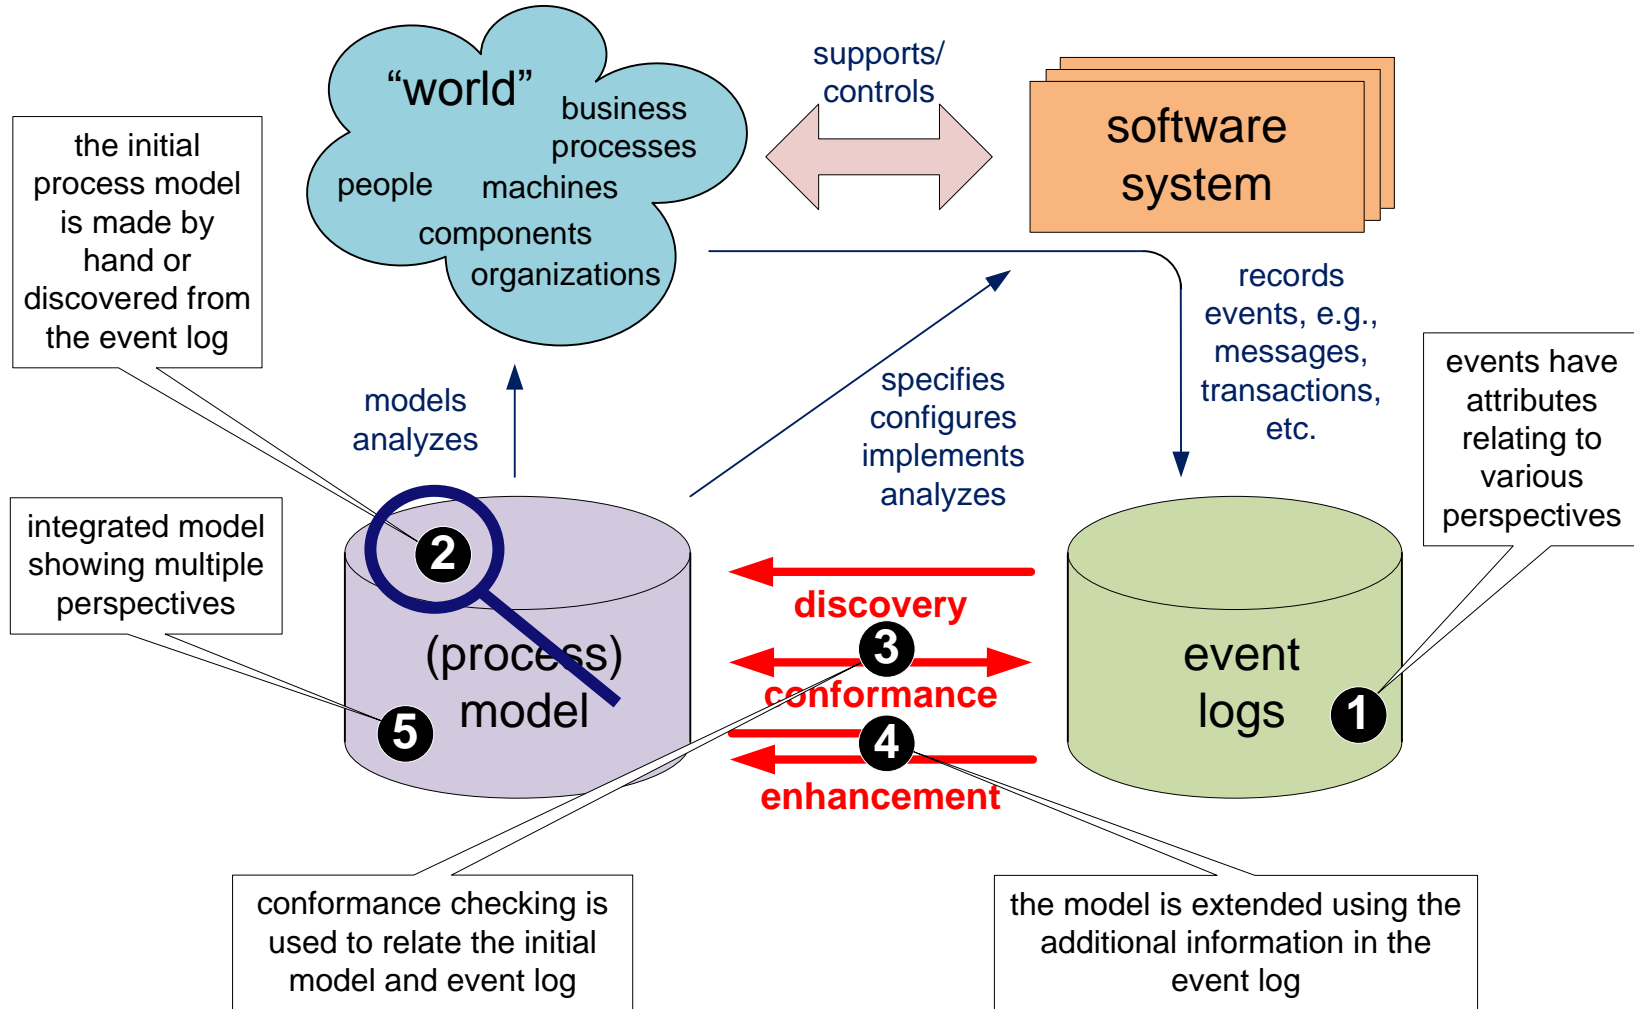 “world”
business
processes
people
machines
components
organizations
supports/
controls
software
system
the initial
process model
is made by
hand or
discovered from
the event log
records
events, e.g.,
messages,
transactions,
etc.
events have
attributes
relating to
various
perspectives
models
analyzes
specifies
configures
implements
analyzes
integrated model
showing multiple
perspectives
2
(process)
model
5
discovery
3
conformance
4
enhancement
event
logs
1
conformance checking is
used to relate the initial
model and event log
the model is extended using the
additional information in the
event log